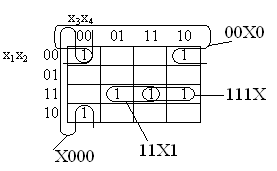 x₃x₄
00X0
00 01 11 10
x₁x₂ 00 1 1
01
11 1 1 1 111X
10 1
X000 11X1